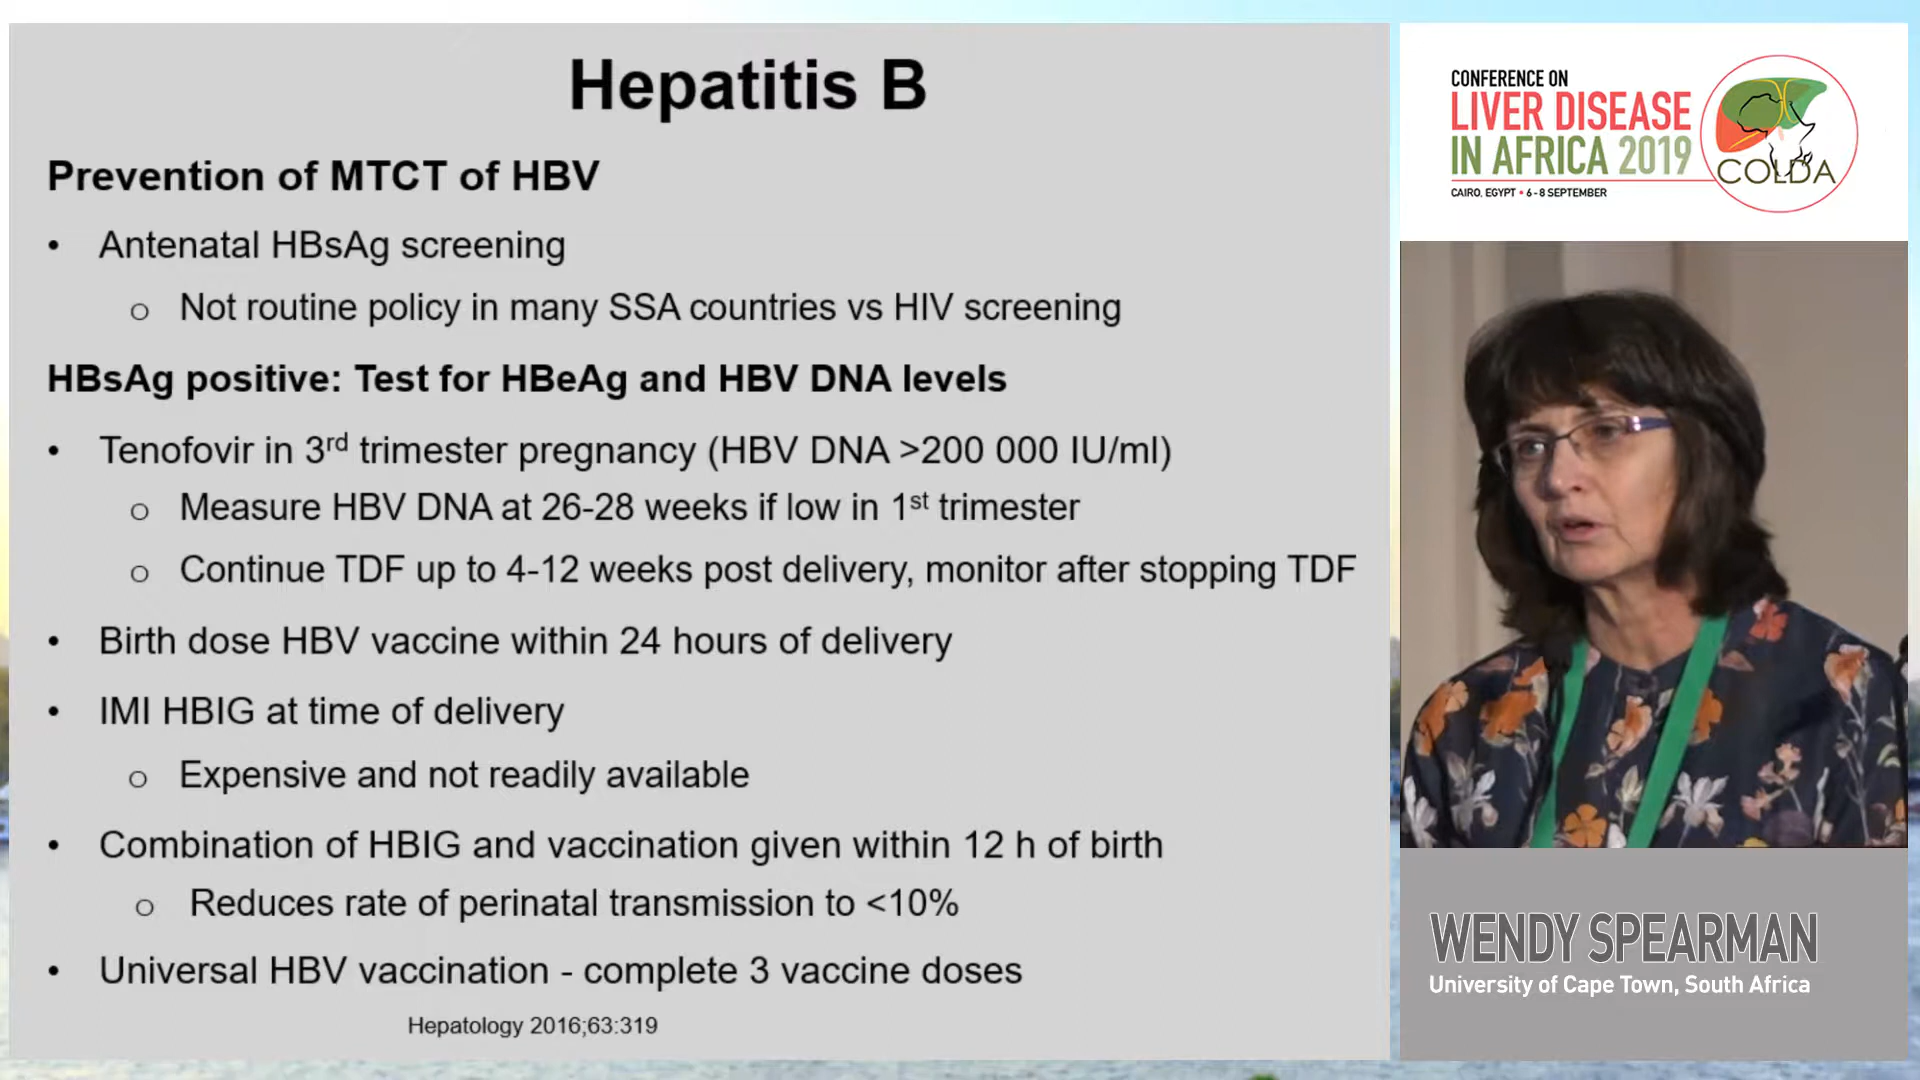 Hepatitis B
Prevention of MTCT of HBV
• Antenatal HBsAg screening
o Not routine policy in many SSA countries vs HIV screening
HBsAg positive: Test for HBeAg and HBV DNA levels
• Tenofovir in 3rd trimester pregnancy (HBV DNA >200 000 IU/ml)
o Measure HBV DNA at 26-28 weeks if low in 1st trimester
o Continue TDF up to 4-12 weeks post delivery, monitor after stopping TDF
• Birth dose HBV vaccine within 24 hours of delivery
• IMI HBIG at time of delivery
o Expensive and not readily available
• Combination of HBIG and vaccination given within 12 h of birth
o Reduces rate of perinatal transmission to <10%
• Universal HBV vaccination - complete 3 vaccine doses
Hepatology 2016;63:319
CONFERENCE ON
LIVER DISEASE
IN AFRICA 2019
CAIRO, EGYPT • 6 - 8 SEPTEMBER
COLDA
WENDY SPEARMAN
University of Cape Town, South Africa